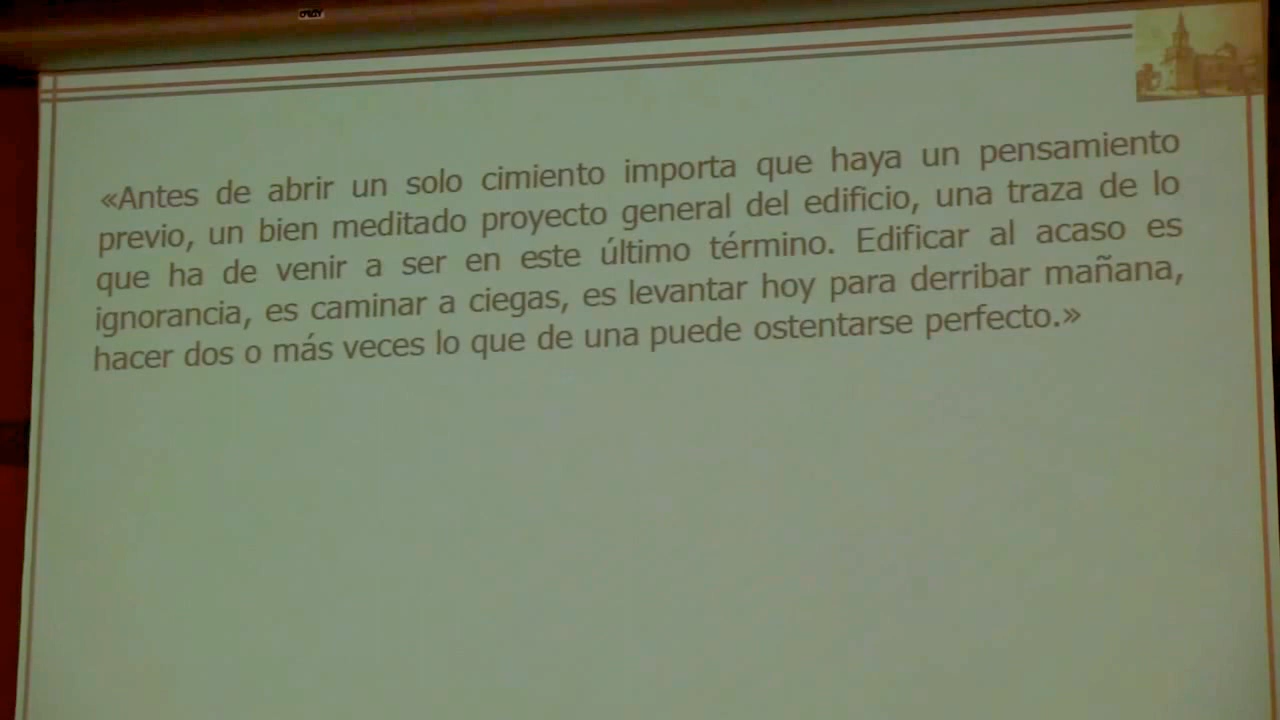 «Antes de abrir un solo cimiento importa que haya un pensamiento
previo, un bien meditado proyecto general del edificio, una traza de lo
que ha de venir a ser en este último término. Edificar al acaso es
ignorancia, es caminar a ciegas, es levantar hoy para derribar mañana,
hacer dos o más veces lo que de una puede ostentarse perfecto.»